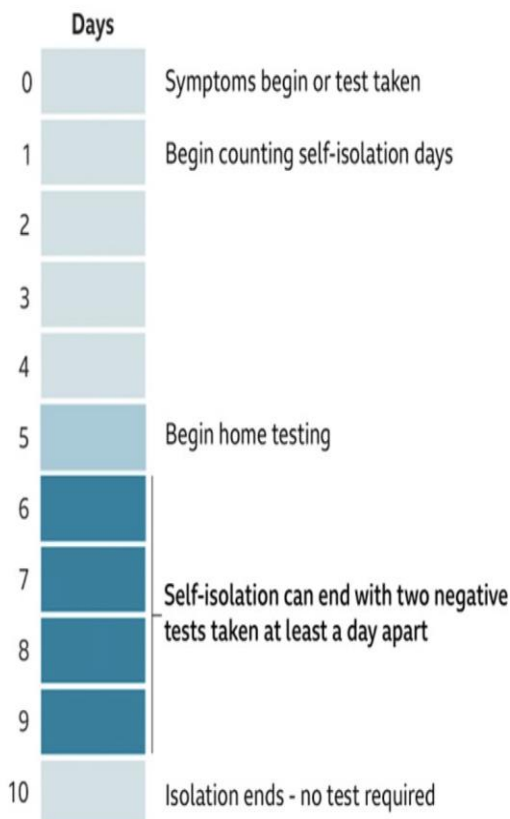 Days
0 Symptoms begin or test taken
1 Begin counting self-isolation days
2
3
4
5 Begin home testing
6
7
Self-isolation can end with two negative
tests taken at least a day apart
8
9
10 Isolation ends - no test required